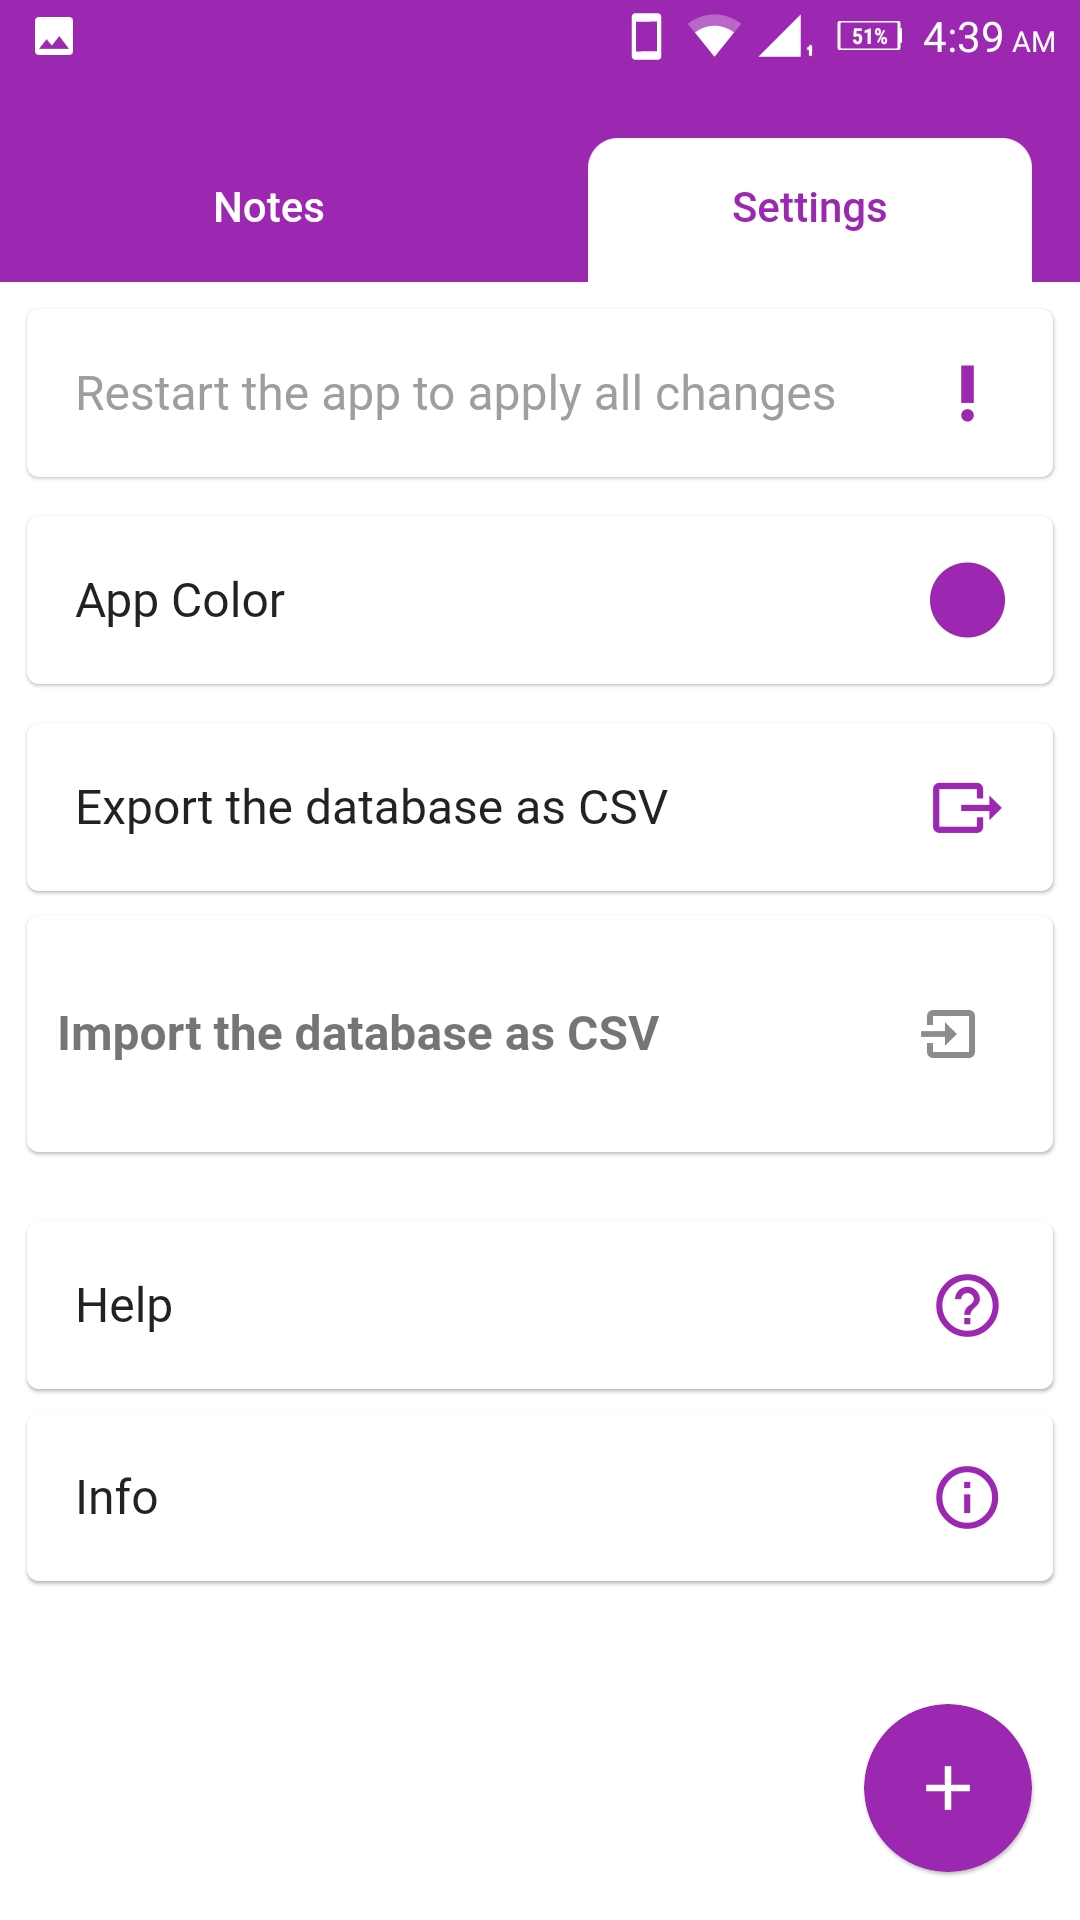 51% 4:39 AM
Notes Settings
Restart the app to apply all changes
App Color
Export the database as CSV
Import the database as CSV
Help
Info